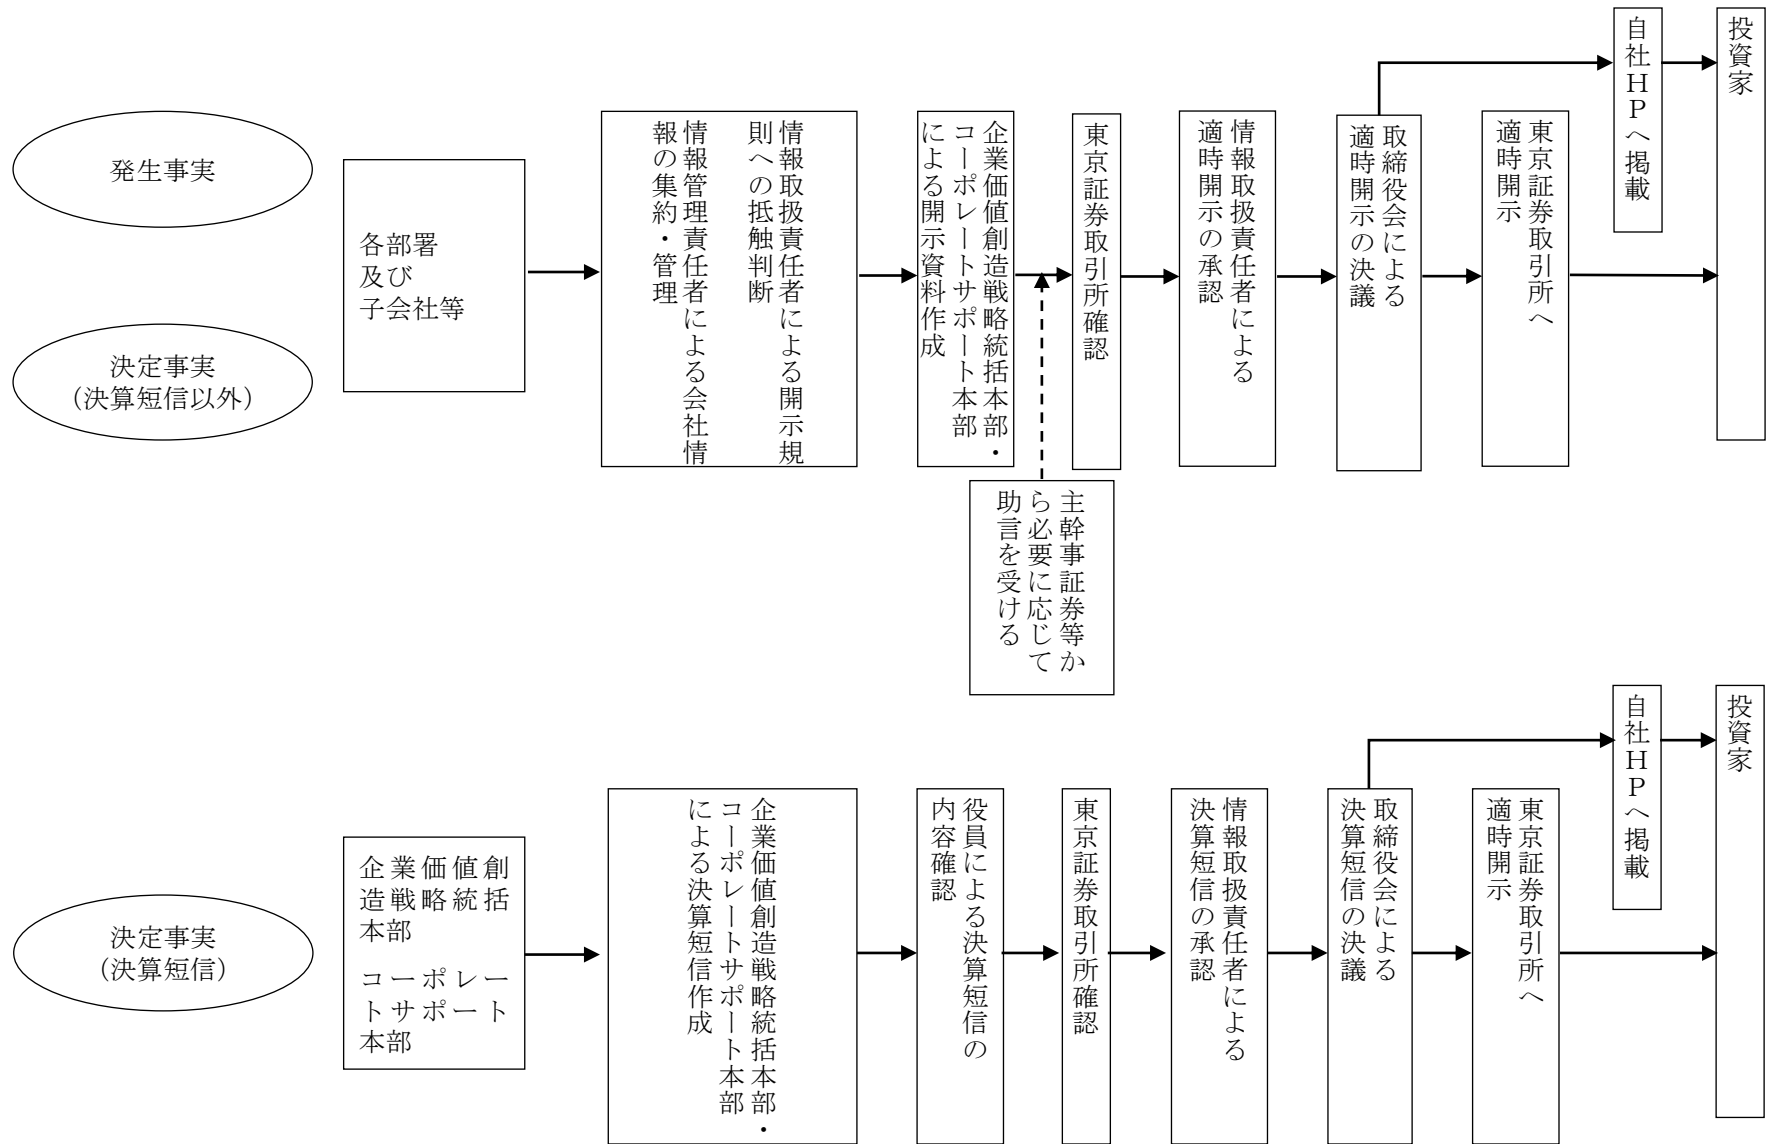 発生事実
決定事実
(決算短信以外)
各部署
及び
子会社等
情報取扱責任者による開示規
則への抵触判断
情報管理責任者による会社情
報の集約・管理
企業価値創造戦略統括本部・
コーポレートサポート本部
による開示資料作成
主幹事証券等か
ら必要に応じて
助言を受ける
東京証券取引所確認
情報取扱責任者による
適時開示の承認
取締役会による
適時開示の決議
東京証券取引所へ
適時開示
自社ＨＰへ掲載
投資家
決定事実
(決算短信)
企業価値創
造戦略統括
本部
コーポレー
トサポート
本部
企業価値創造戦略統括本部・
コーポレートサポート本部
による決算短信作成
役員による決算短信の
内容確認
東京証券取引所確認
情報取扱責任者による
決算短信の承認
取締役会による
決算短信の決議
東京証券取引所へ
適時開示
自社ＨＰへ掲載
投資家